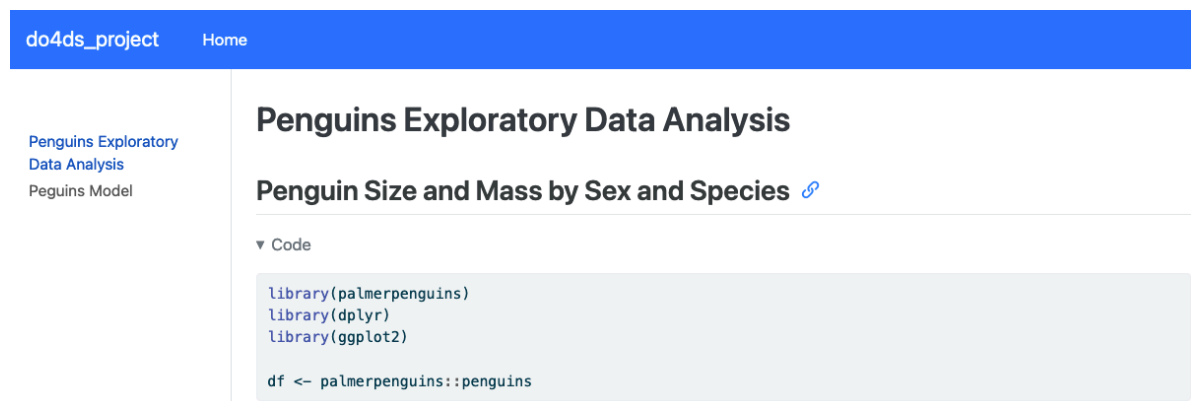 do4ds_project Home
Penguins Exploratory
Data Analysis
Peguins Model
Penguins Exploratory Data Analysis
Penguin Size and Mass by Sex and Species
▼ Code
library(palmerpenguins)
library(dplyr)
library(ggplot2)
df <- palmerpenguins::penguins